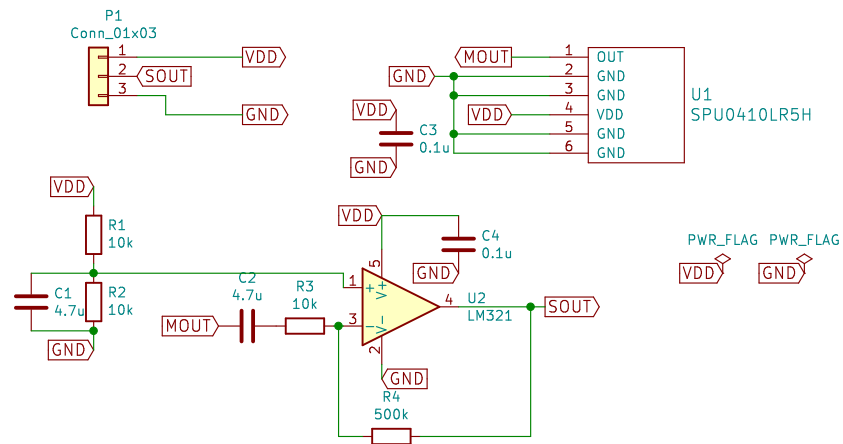 P1
Conn_01x03
1
VDD
2
SOUT
3
GND
MOUT
1
OUT
GND
2
GND
3
GND
VDD
4
VDD
5
GND
6
GND
U1
SPU0410LR5H
VDD
C3
0.1u
GND
VDD
R1
10k
C1
4.7u
R2
10k
GND
C2
4.7u
MOUT
R3
10k
VDD
C4
0.1u
GND
5
V+
1
+
3
-
V-
2
4
U2
LM321
SOUT
GND
R4
500k
PWR_FLAG
PWR_FLAG
VDD
GND